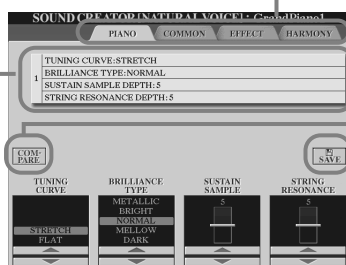 SOUND CREATOR [NATURAL VOICE] : GrandPiano1
PIANO COMMON EFFECT HARMONY
TUNING CURVE:STRETCH
1 BRILLIANCE TYPE:NORMAL
SUSTAIN SAMPLE DEPTH:5
STRING RESONANCE DEPTH:5
COM-
PARE
SAVE
TUNING
CURVE
BRILLIANCE
TYPE
SUSTAIN
SAMPLE
STRING
RESONANCE
STRETCH
FLAT
METALLIC
BRIGHT
NORMAL
MELLOW
DARK
5
5